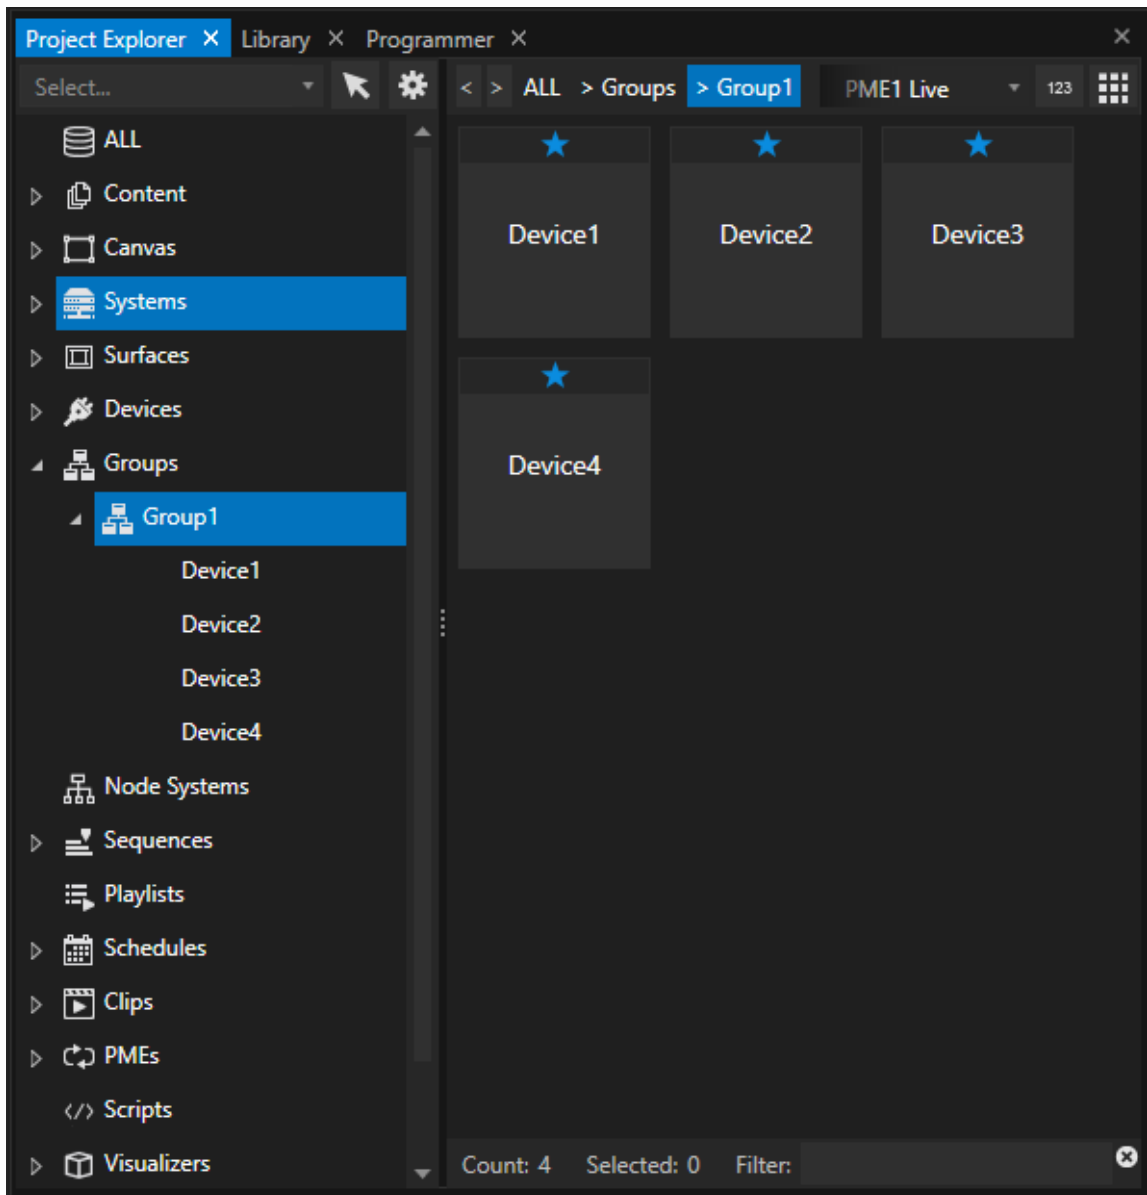 Project Explorer × Library × Programmer ×
Select...
< > ALL > Groups > Group1 PME1 Live 123
ALL
Content
Canvas
Systems
Surfaces
Devices
Groups
Group1
Device1
Device2
Device3
Device4
Node Systems
Sequences
Playlists
Schedules
Clips
PMEs
</> Scripts
Visualizers
Device1 Device2 Device3
Device4
Count: 4 Selected: 0 Filter: